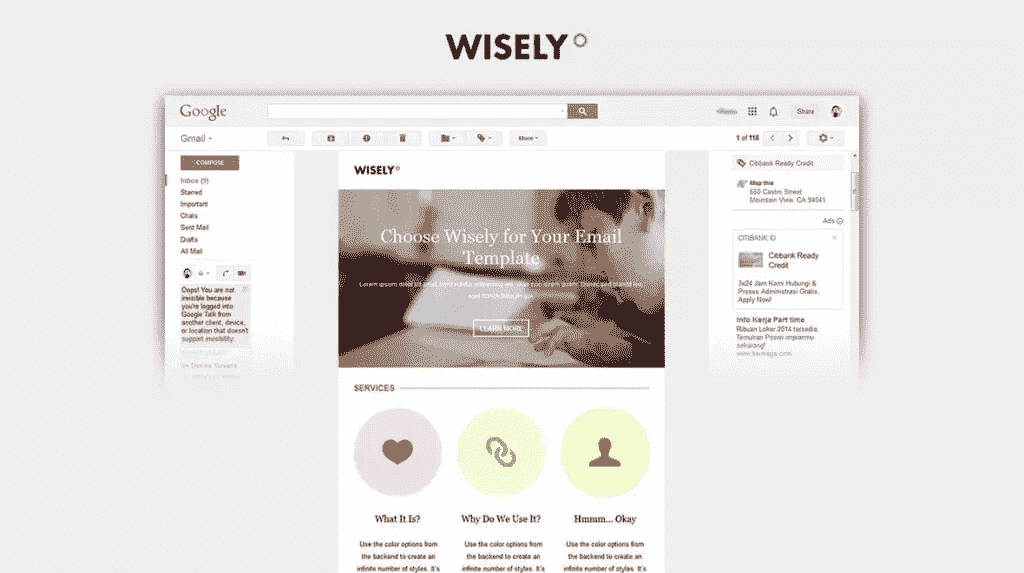 WISELY
Google
Share
Gmail
More
1 of 118
COMPOSE
Inbox (9)
Starred
Important
Chats
Sent Mail
Drafts
All Mail
Oops! You are not
invisible because
you're logged into
Google Talk from
another client, device,
or location that doesn't
support invisibility.
WISELY
Choose Wisely for Your Email
Template
LEARN MORE
SERVICES
What It Is?
Why Do We Use It?
Hmmm... Okay
Use the color options
from the backend to create an
infinite number of styles. It's
Use the color options from
the backend to create an
infinite number of styles. It's
Use the color options from
the backend to create an
infinite number of styles. It's
Citibank Ready Credit
Map this
650 Castro Street
Mountain View, CA 94041
Ads
CITIBANK ID
Citibank Ready
Credit
3x24 Jam Kami Hubungi &
Proses Administrasi Gratis,
Apply Now!
Info Kerja Part time
Ribuan Loker 2014 tersedia,
Temukan Posisi impianmu
sekarang!